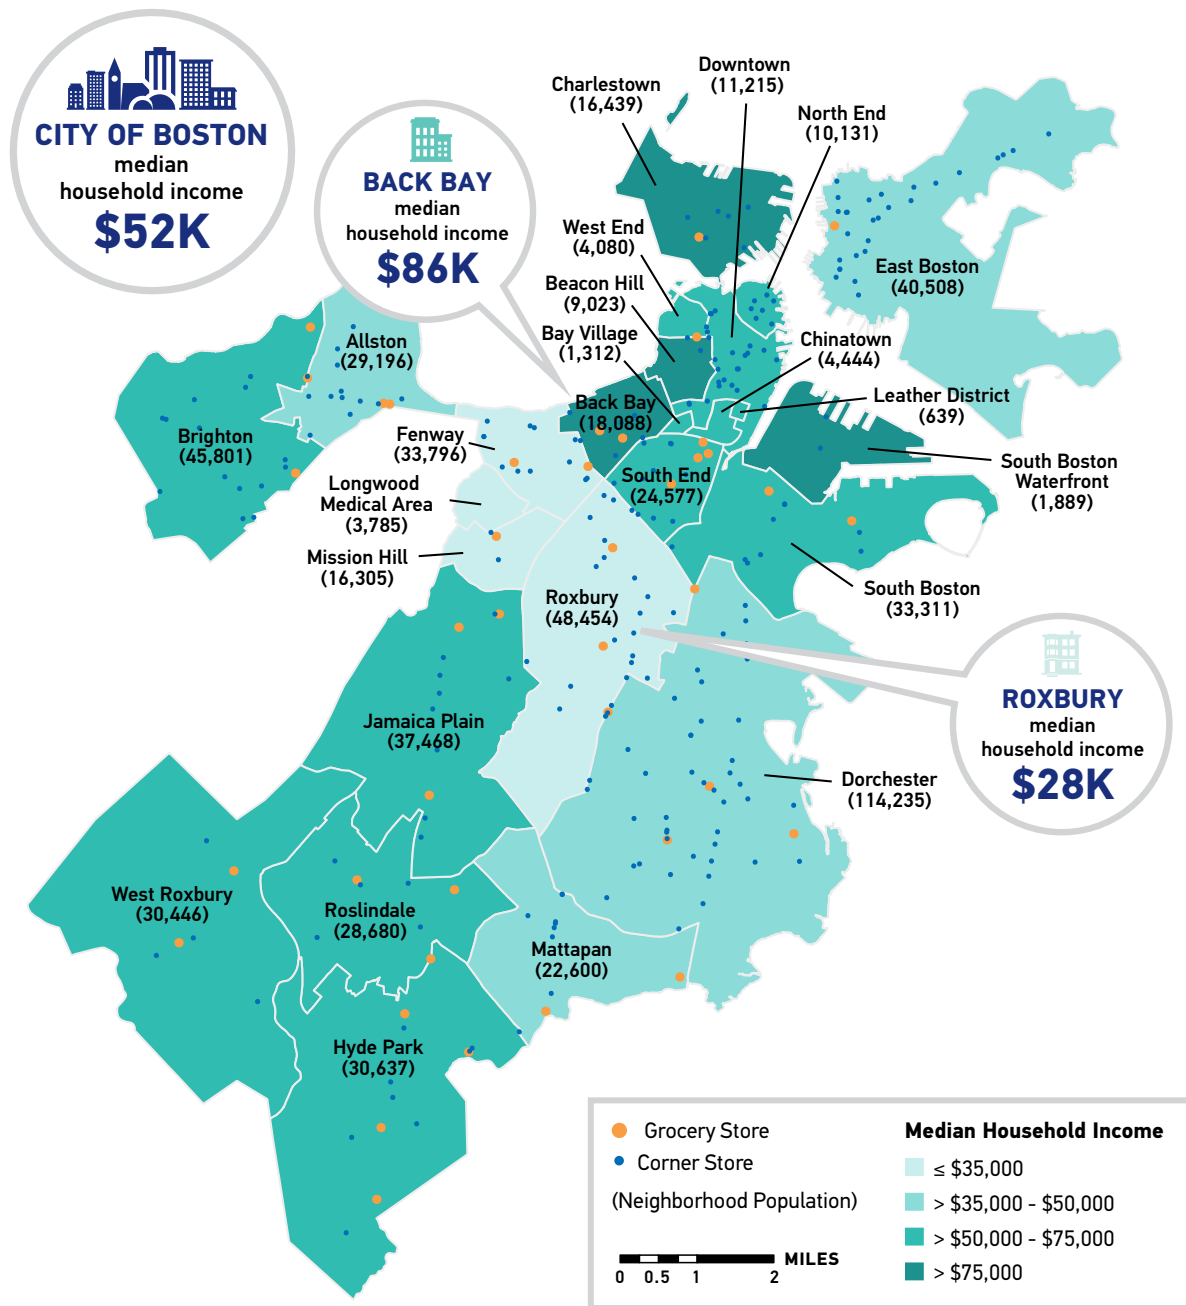 CITY OF BOSTON
median
household income
$52K
BACK BAY
median
household income
$86K
Charlestown
(16,439)
Downtown
(11,215)
North End
(10,131)
West End
(4,080)
Beacon Hill
(9,023)
Bay Village
(1,312)
East Boston
(40,508)
Chinatown
(4,444)
Leather District
(639)
Allston
(29,196)
Brighton
(45,801)
Back Bay
(18,088)
Fenway
(33,796)
South End
(24,577)
South Boston
Waterfront
(1,889)
Longwood
Medical Area
(3,785)
Mission Hill
(16,305)
Roxbury
(48,454)
South Boston
(33,311)
ROXBURY
median
household income
$28K
Jamaica Plain
(37,468)
Dorchester
(114,235)
West Roxbury
(30,446)
Roslindale
(28,680)
Mattapan
(22,600)
Hyde Park
(30,637)
Grocery Store
Corner Store
(Neighborhood Population)
MILES
0 0.5 1 2
Median Household Income
≤ $35,000
> $35,000 - $50,000
> $50,000 - $75,000
> $75,000